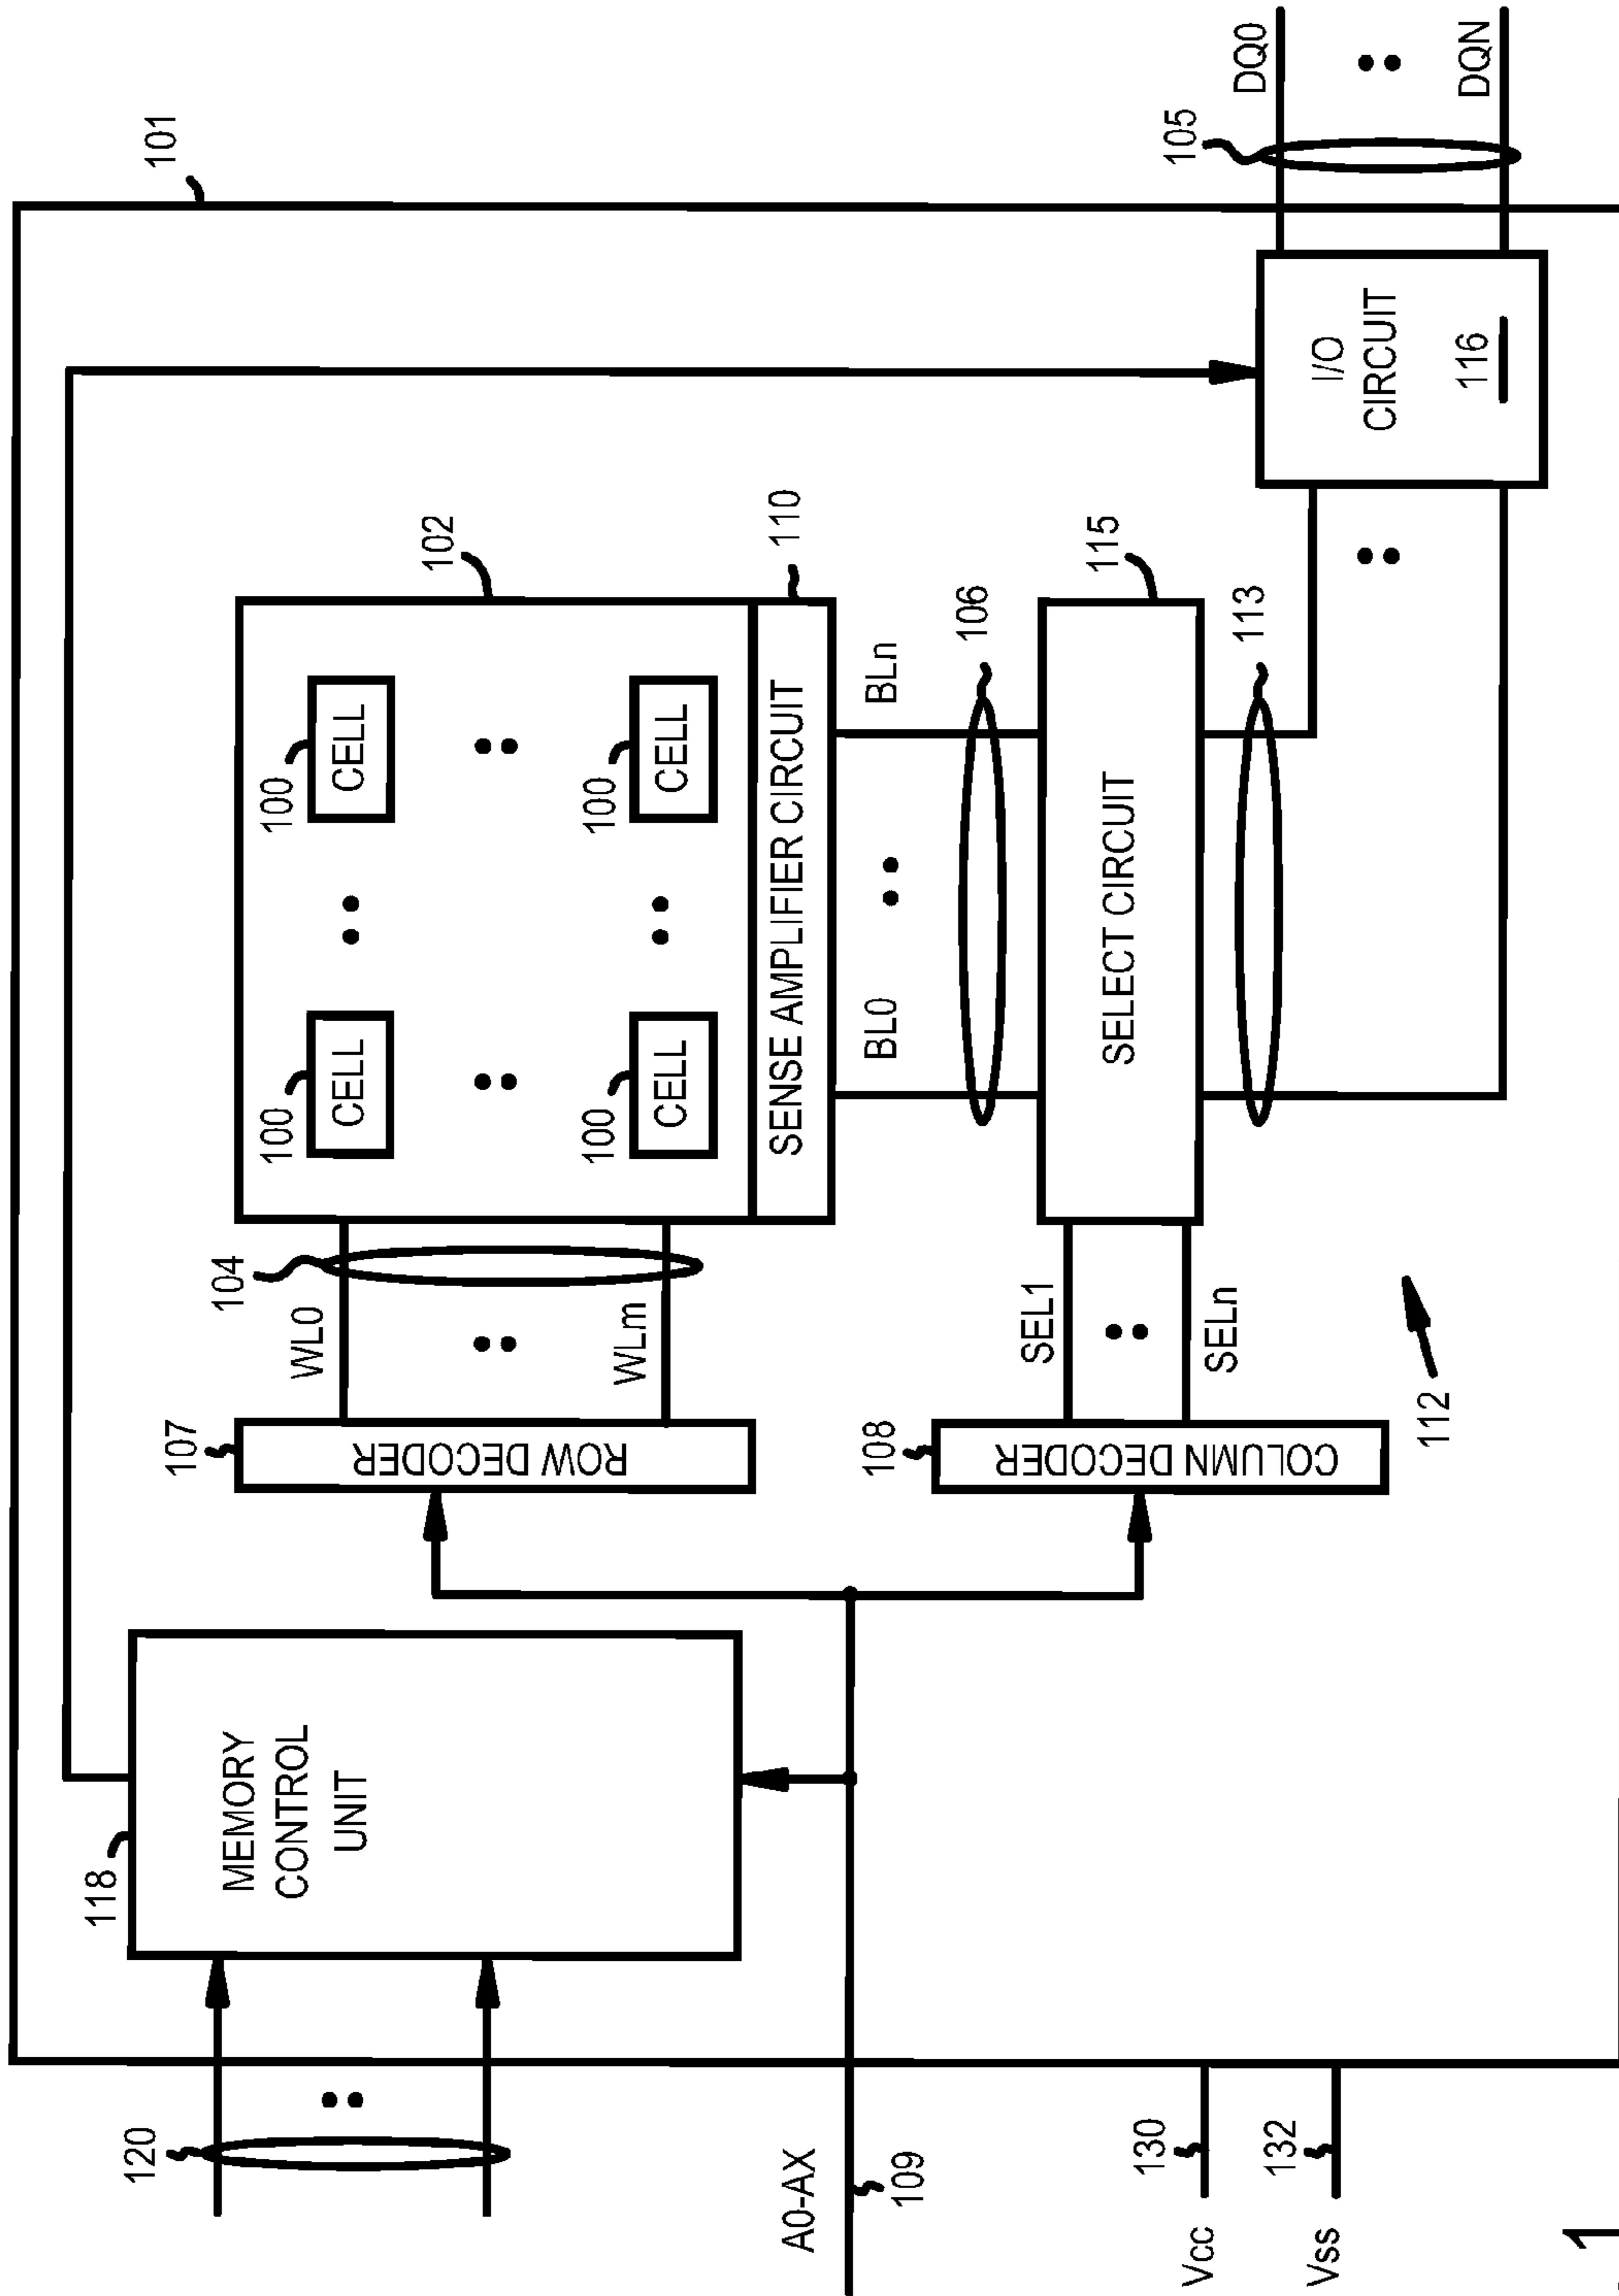 101
118
MEMORY
CONTROL
UNIT
120
107
ROW DECODER
104
WL0
WLm
102
100
CELL
100
CELL
100
CELL
100
CELL
SENSE AMPLIFIER CIRCUIT
110
BL0
BLn
106
A0-AX
109
108
COLUMN DECODER
SEL1
SELn
SELECT CIRCUIT
115
113
112
105
DQ0
DQN
I/O
CIRCUIT
116
Vcc
130
Vss
132
1